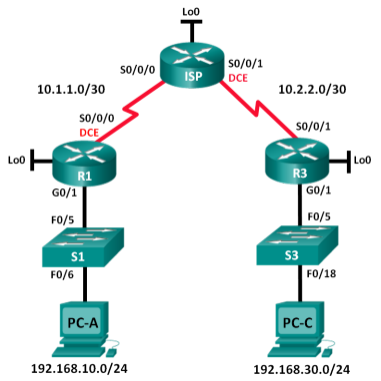 Lo0
S0/0/0
S0/0/1
ISP
DCE
10.1.1.0/30
10.2.2.0/30
S0/0/0
DCE
S0/0/1
Lo0
R1
R3
Lo0
G0/1
G0/1
F0/5
F0/5
S1
S3
F0/6
F0/18
PC-A
PC-C
192.168.10.0/24
192.168.30.0/24